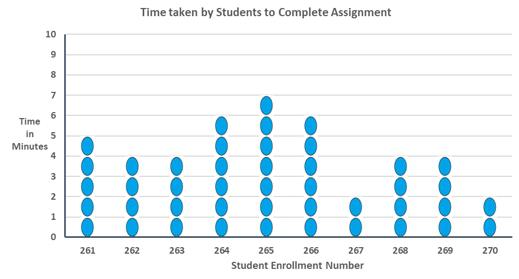 Time taken by Students to Complete Assignment
10
9
8
7
6
5
4
3
2
1
0
Time
in
Minutes
261 262 263 264 265 266 267 268 269 270
Student Enrollment Number